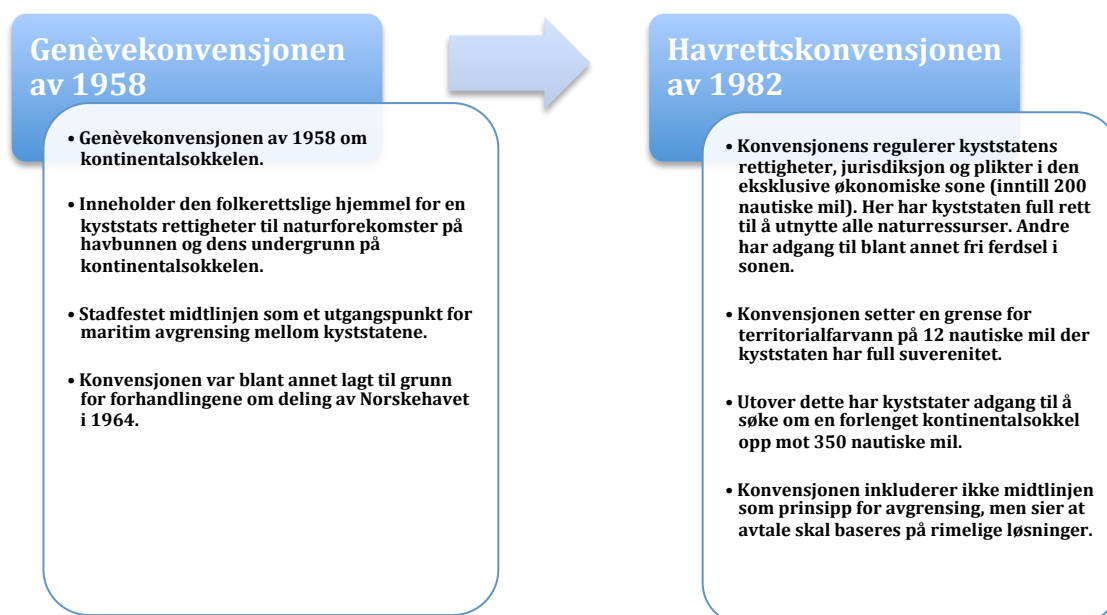 Genèvekonvensjonen
av 1958
• Genèvekonvensjonen av 1958 om
kontinentalsokkelen.
• Inneholder den folkerettslige hjemmel for en
kyststats rettigheter til naturforekomster på
havbunnen og dens undergrunn på
kontinentalsokkelen.
• Stadfestet midtlinjen som et utgangspunkt for
maritim avgrensing mellom kyststatene.
• Konvensjonen var blant annet lagt til grunn
for forhandlingene om deling av Norskehavet
i 1964.
Havrettskonvensjonen
av 1982
• Konvensjonens regulerer kyststatens
rettigheter, jurisdiksjon og plikter i den
eksklusive økonomiske sone (inntill 200
nautiske mil). Her har kyststaten full rett
til å utnytte alle naturressurser. Andre
har adgang til blant annet fri ferdsel i
sonen.
• Konvensjonen setter en grense for
territorialfarvann på 12 nautiske mil der
kyststaten har full suverenitet.
• Utover dette har kyststater adgang til å
søke om en forlenget kontinentalsokkel
opp mot 350 nautiske mil.
• Konvensjonen inkluderer ikke midtlinjen
som prinsipp for avgrensing, men sier at
avtale skal baseres på rimelige løsninger.